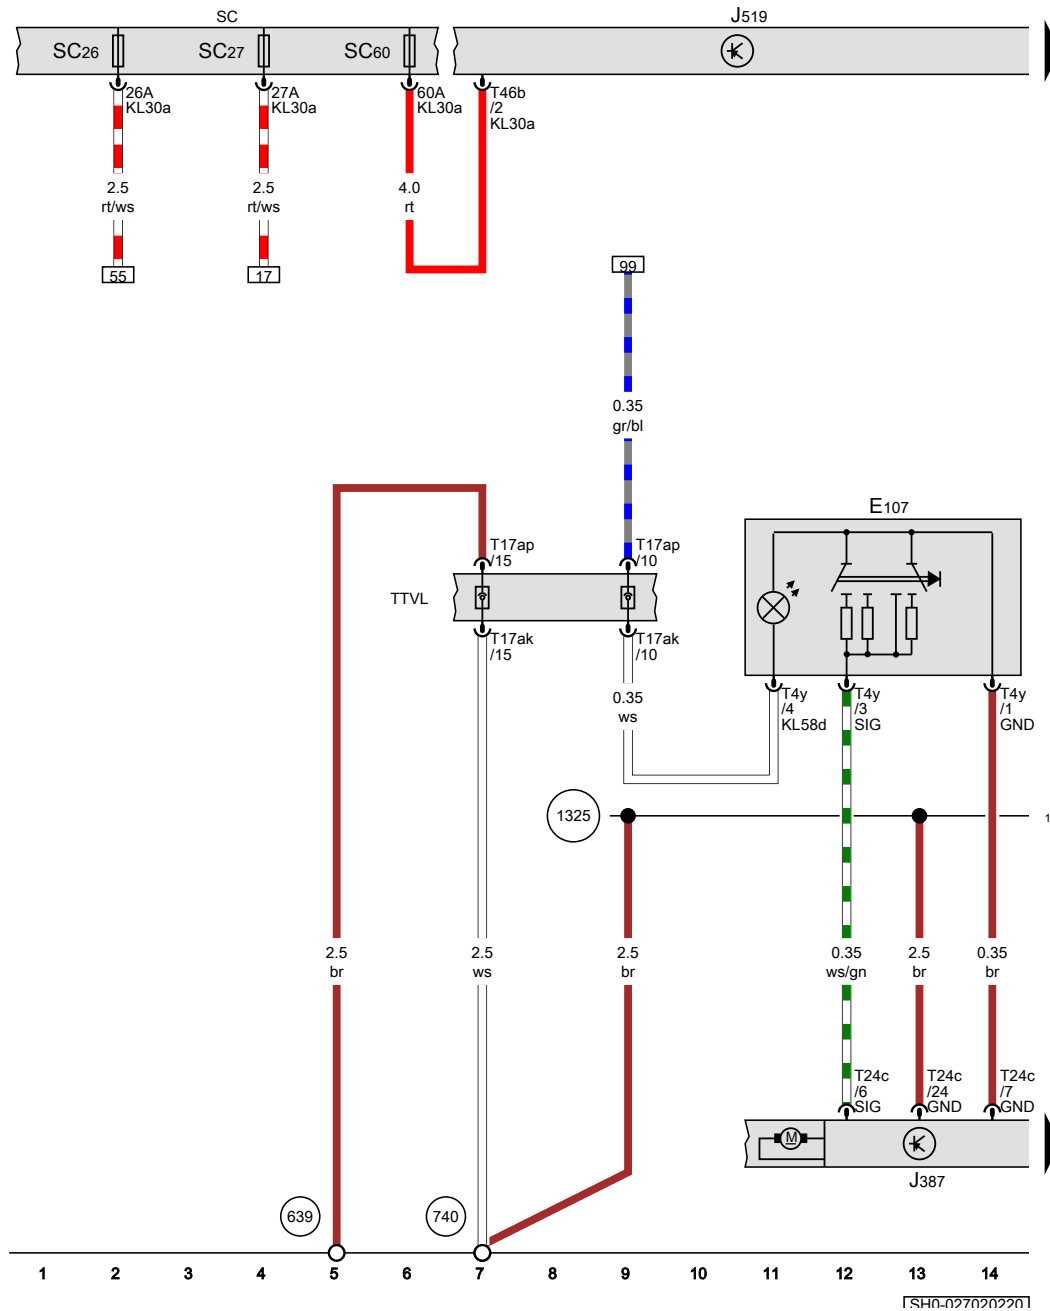 SC
J519
SC26
SC27
SC60
26A
KL30a
27A
KL30a
60A
KL30a
T46b
/2
KL30a
2.5
rt/ws
2.5
rt/ws
4.0
rt
55
17
99
0.35
gr/bl
E107
T17ap
/15
T17ap
/10
TTVL
T17ak
/15
T17ak
/10
0.35
ws
T4y
/4
KL58d
T4y
/3
SIG
T4y
/1
GND
1325
1
2.5
br
2.5
ws
2.5
br
0.35
ws/gn
2.5
br
0.35
br
T24c
/6
SIG
T24c
/24
GND
T24c
/7
GND
M
J387
639
740
1 2 3 4 5 6 7 8 9 10 11 12 13 14
SH0-027020220